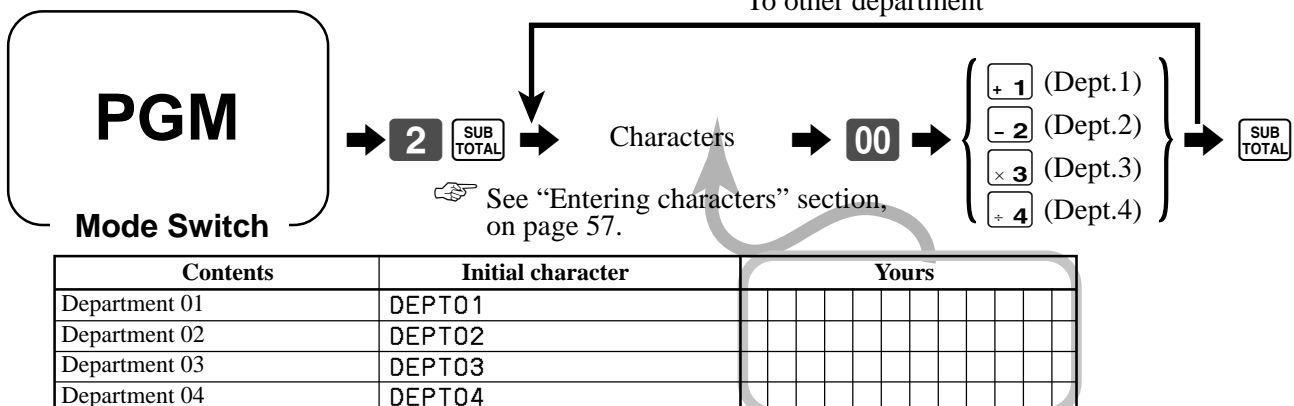 To other department
PGM
Mode Switch
2 SUB TOTAL Characters 00
+ 1 (Dept.1)
- 2 (Dept.2)
× 3 (Dept.3)
÷ 4 (Dept.4)
SUB TOTAL
☞ See “Entering characters” section,
on page 57.
Contents Initial character Yours
Department 01 DEPT01
Department 02 DEPT02
Department 03 DEPT03
Department 04 DEPT04